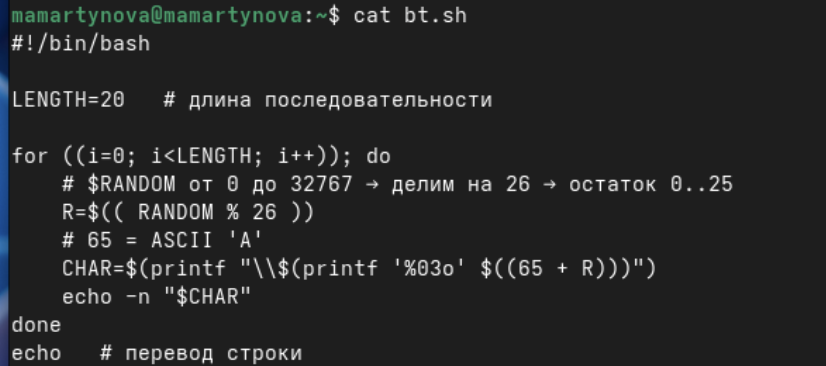 mamartynova@mamartynova:~$ cat bt.sh
#!/bin/bash

LENGTH=20   # длина последовательности

for ((i=0; i<LENGTH; i++)); do
    # $RANDOM от 0 до 32767 → делим на 26 → остаток 0..25
    R=$(( RANDOM % 26 ))
    # 65 = ASCII 'A'
    CHAR=$(printf "\\$(printf '%03o' $((65 + R)))")
    echo -n "$CHAR"
done
echo   # перевод строки